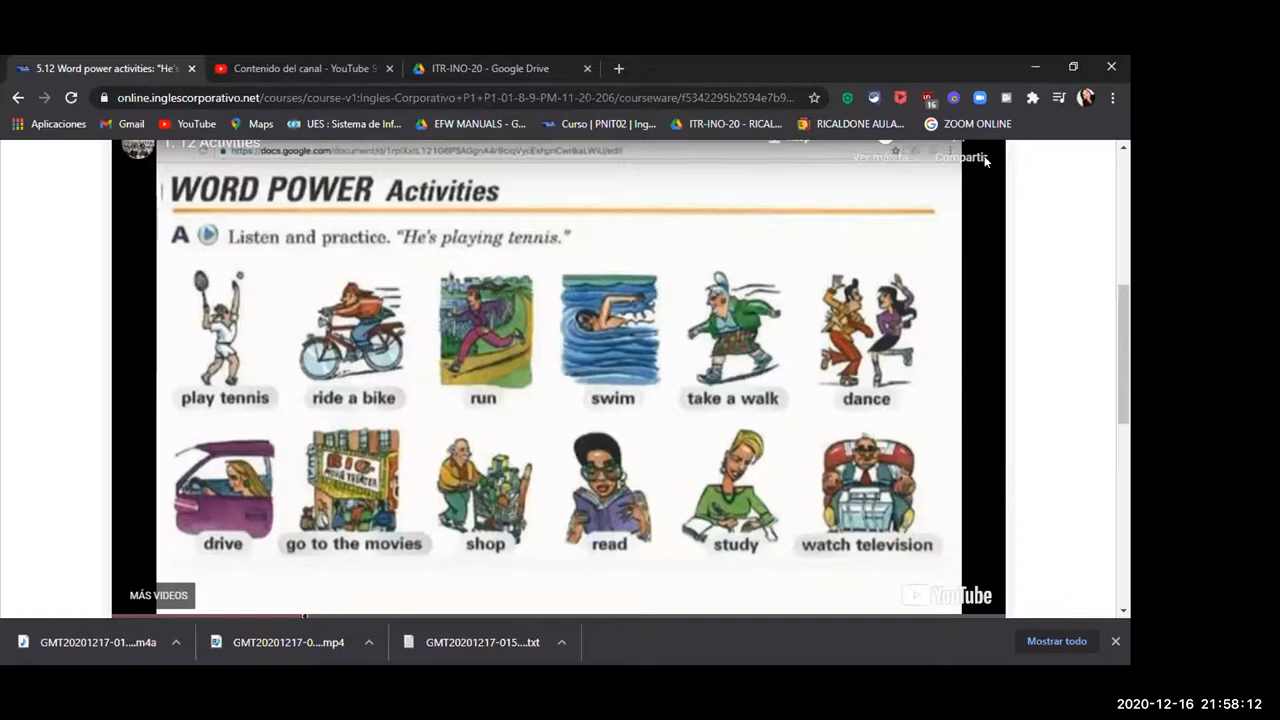 5.12 Word power activities: "He's
Contenido del canal - YouTube S
ITR-INO-20 - Google Drive
online.inglescorporativo.net/courses/course-v1:Ingles-Corporativo+P1+P1-01-8-9-PM-11-20-206/courseware/f5342295b2594e7b9...
16
Aplicaciones
Gmail
YouTube
Maps
UES : Sistema de Inf...
EFW MANUALS - G...
Curso | PNIT02 | Ing...
ITR-INO-20 - RICAL...
RICALDONE AULA...
ZOOM ONLINE
1. 12 Activities
Compartir
WORD POWER Activities
A Listen and practice. "He's playing tennis."
play tennis
ride a bike
run
swim
take a walk
dance
BIG
drive
go to the movies
shop
read
study
watch television
MÁS VIDEOS
YouTube
GMT20201217-01....m4a
GMT20201217-0....mp4
GMT20201217-015....txt
Mostrar todo
2020-12-16 21:58:12